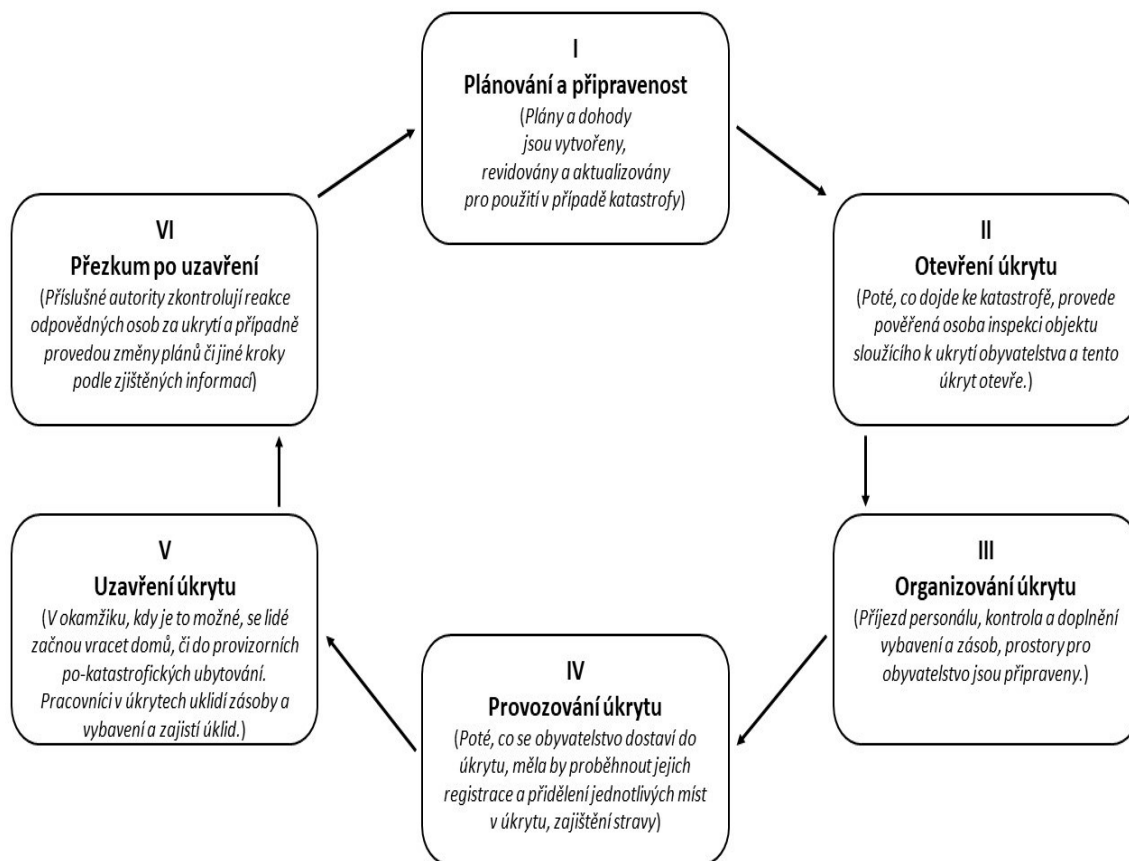 I
Plánování a připravenost
(Plány a dohody
jsou vytvořeny,
revidovány a aktualizovány
pro použití v případě katastrofy)
II
Otevření úkrytu
(Poté, co dojde ke katastrofě, provede
pověřená osoba inspekci objektu
sloužícího k ukrytí obyvatelstva a tento
úkryt otevře.)
III
Organizování úkrytu
(Příjezd personálu, kontrola a doplnění
vybavení a zásob, prostory pro
obyvatelstvo jsou připraveny.)
IV
Provozování úkrytu
(Poté, co se obyvatelstvo dostaví do
úkrytu, měla by proběhnout jejich
registrace a přidělení jednotlivých míst
v úkrytu, zajištění stravy)
V
Uzavření úkrytu
(V okamžiku, kdy je to možné, se lidé
začnou vracet domů, či do provizorních
po-katastrofických ubytování.
Pracovníci v úkrytech uklidí zásoby a
vybavení a zajistí úklid.)
VI
Přezkum po uzavření
(Příslušné autority zkontrolují reakce
odpovědných osob za ukrytí a případně
provedou změny plánů či jiné kroky
podle zjištěných informací)